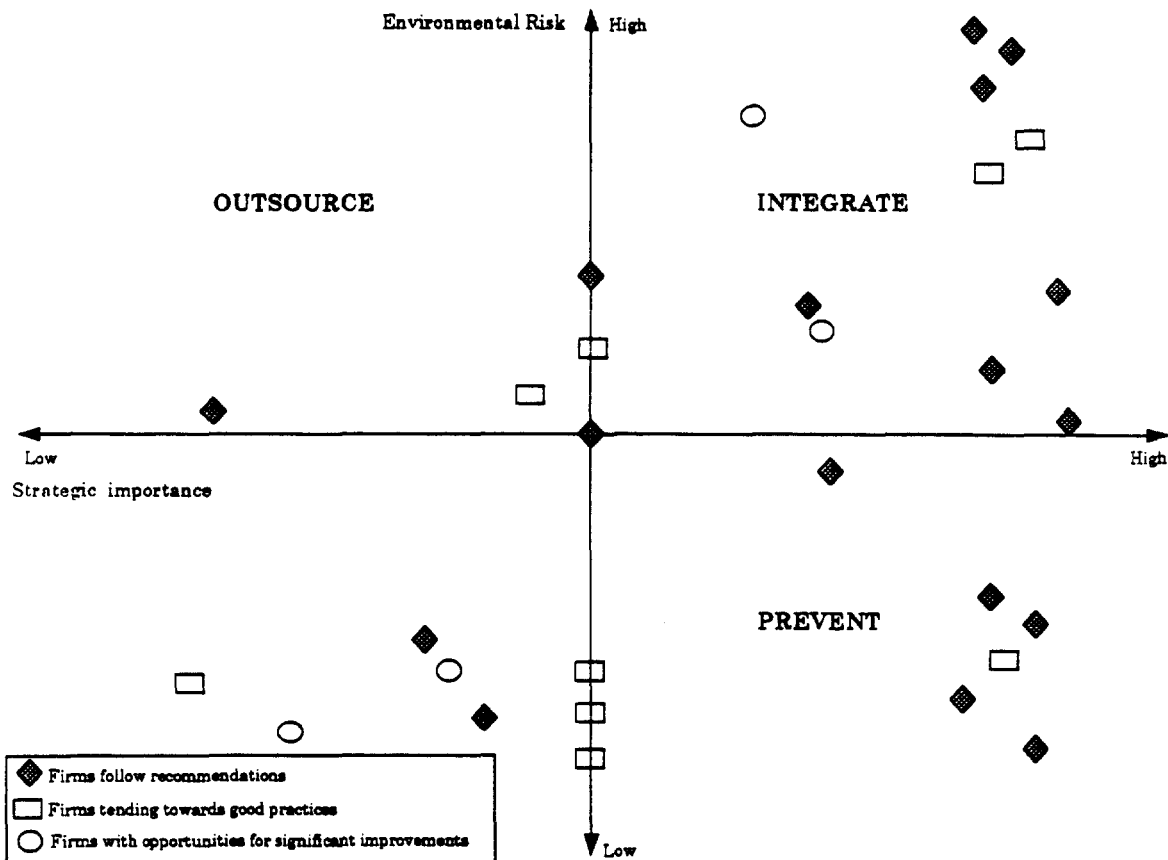 Environmental Risk
High
OUTSOURCE
INTEGRATE
Low
High
Strategic importance
PREVENT
Firms follow recommendations
Firms tending towards good practices
Firms with opportunities for significant improvements
Low